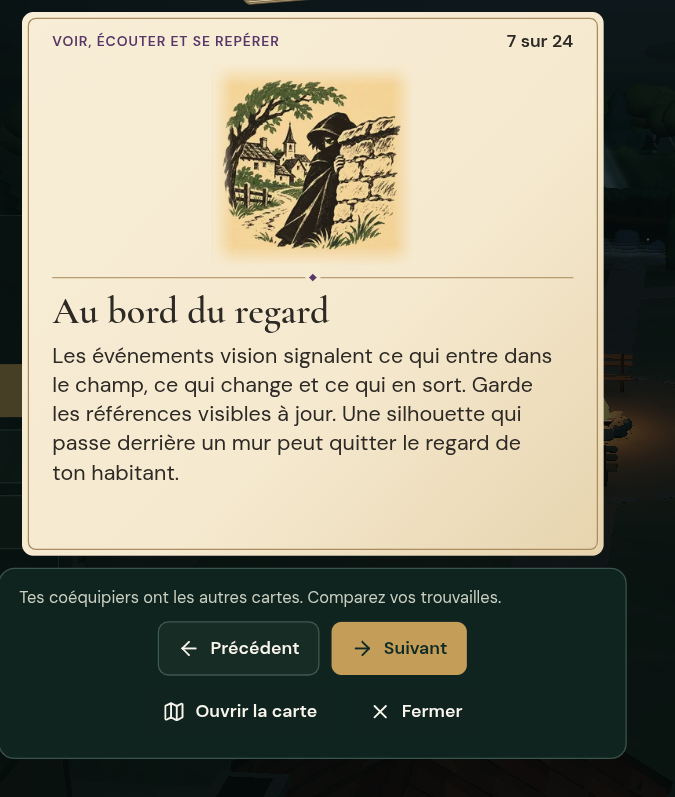 VOIR, ÉCOUTER ET SE REPÉRER
7 sur 24
Au bord du regard
Les événements vision signalent ce qui entre dans
le champ, ce qui change et ce qui en sort. Garde
les références visibles à jour. Une silhouette qui
passe derrière un mur peut quitter le regard de
ton habitant.
Tes coéquipiers ont les autres cartes. Comparez vos trouvailles.
Précédent
Suivant
Ouvrir la carte
Fermer